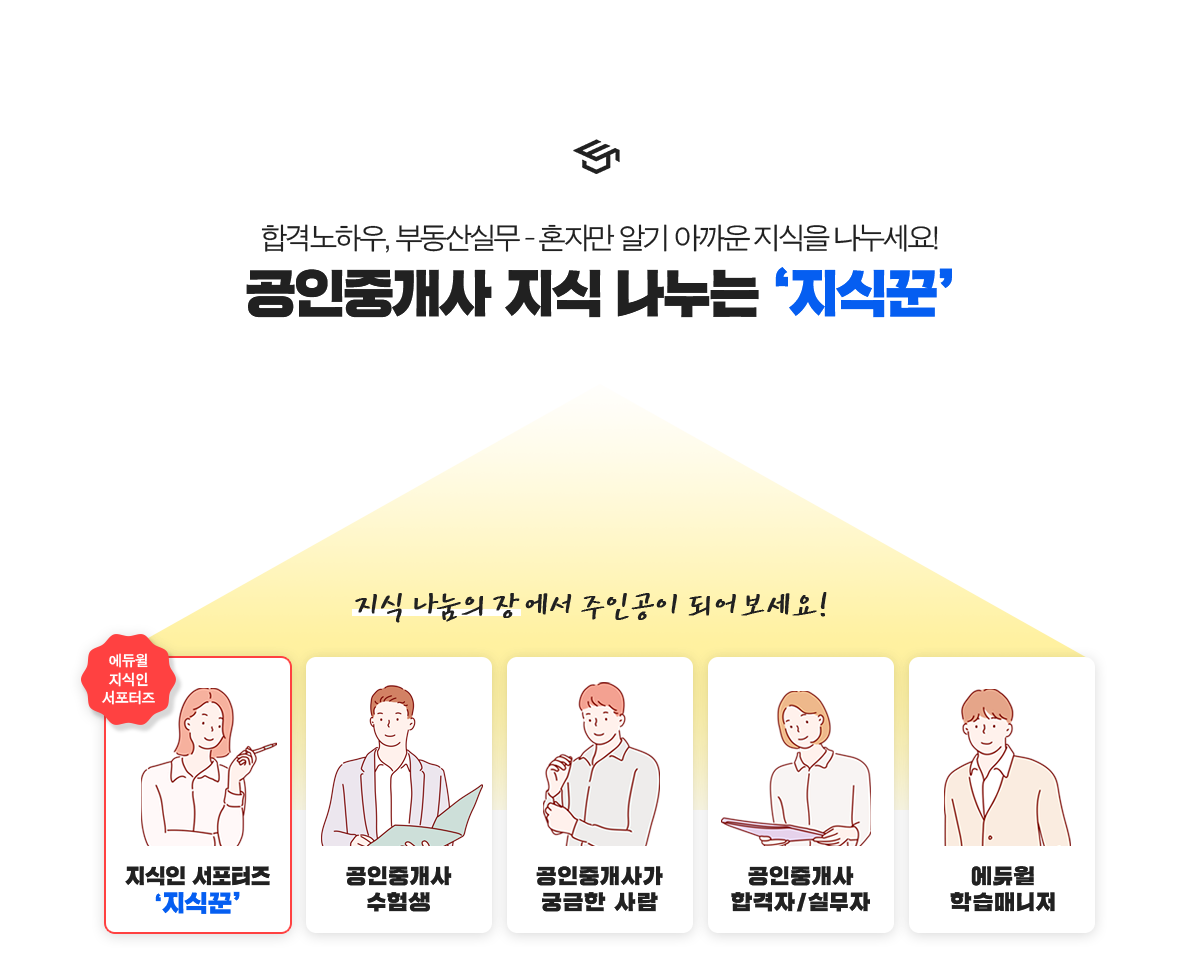 합격노하우, 부동산실무 - 혼자만 알기 아까운 지식을 나누세요!
공인중개사 지식 나누는 ‘지식꾼’
지식 나눔의 장에서 주인공이 되어보세요!
에듀윌
지식인
서포터즈
지식인 서포터즈
‘지식꾼’
공인중개사
수험생
공인중개사가
궁금한 사람
공인중개사
합격자/실무자
에듀윌
학습매니저